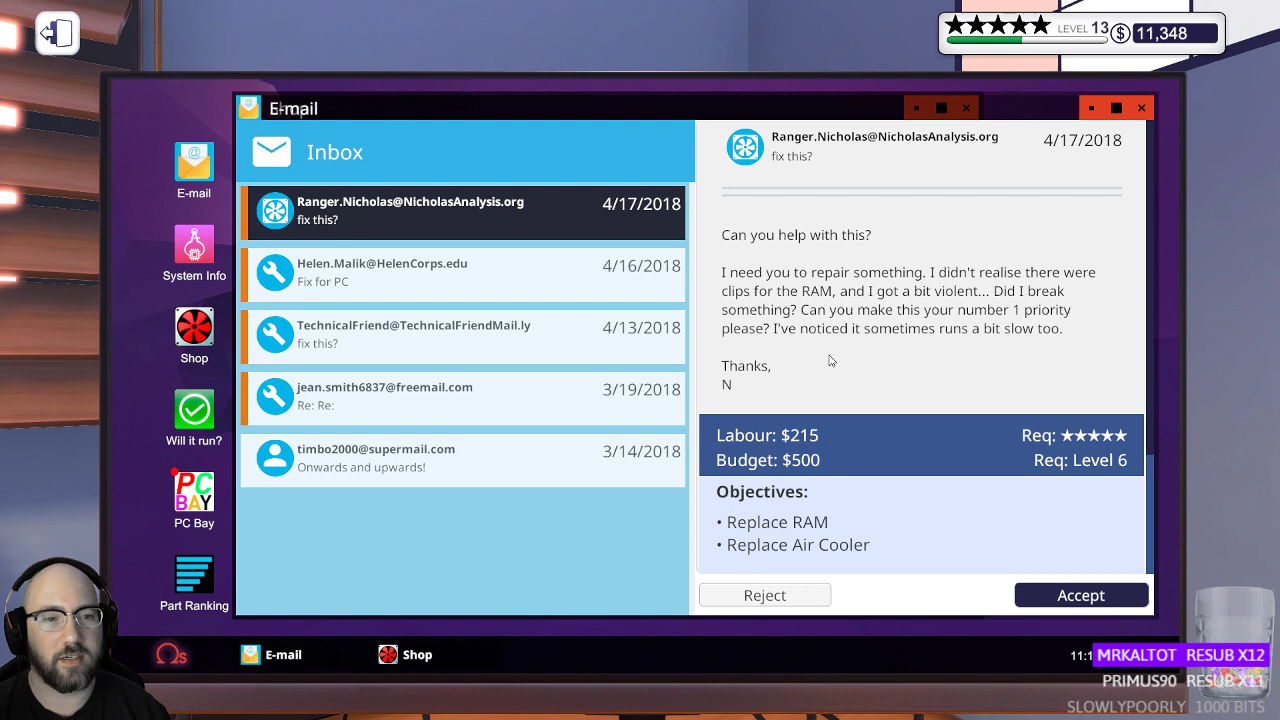 LEVEL 13
$ 11,348
E-mail
Inbox
Ranger.Nicholas@NicholasAnalysis.org 4/17/2018
fix this?
Helen.Malik@HelenCorps.edu 4/16/2018
Fix for PC
TechnicalFriend@TechnicalFriendMail.ly 4/13/2018
fix this?
jean.smith6837@freemail.com 3/19/2018
Re: Re:
timbo2000@supermail.com 3/14/2018
Onwards and upwards!
Ranger.Nicholas@NicholasAnalysis.org 4/17/2018
fix this?
Can you help with this?
I need you to repair something. I didn't realise there were
clips for the RAM, and I got a bit violent... Did I break
something? Can you make this your number 1 priority
please? I've noticed it sometimes runs a bit slow too.
Thanks,
N
Labour: $215 Req: ★★★★★
Budget: $500 Req: Level 6
Objectives:
• Replace RAM
• Replace Air Cooler
Reject Accept
E-mail
System Info
Shop
Will it run?
PC
BAY
PC Bay
Part Ranking
Ωs E-mail Shop 11:1
MRKALTOT RESUB X12
PRIMUS90 RESUB X11
SLOWLYPOORLY 1000 BITS